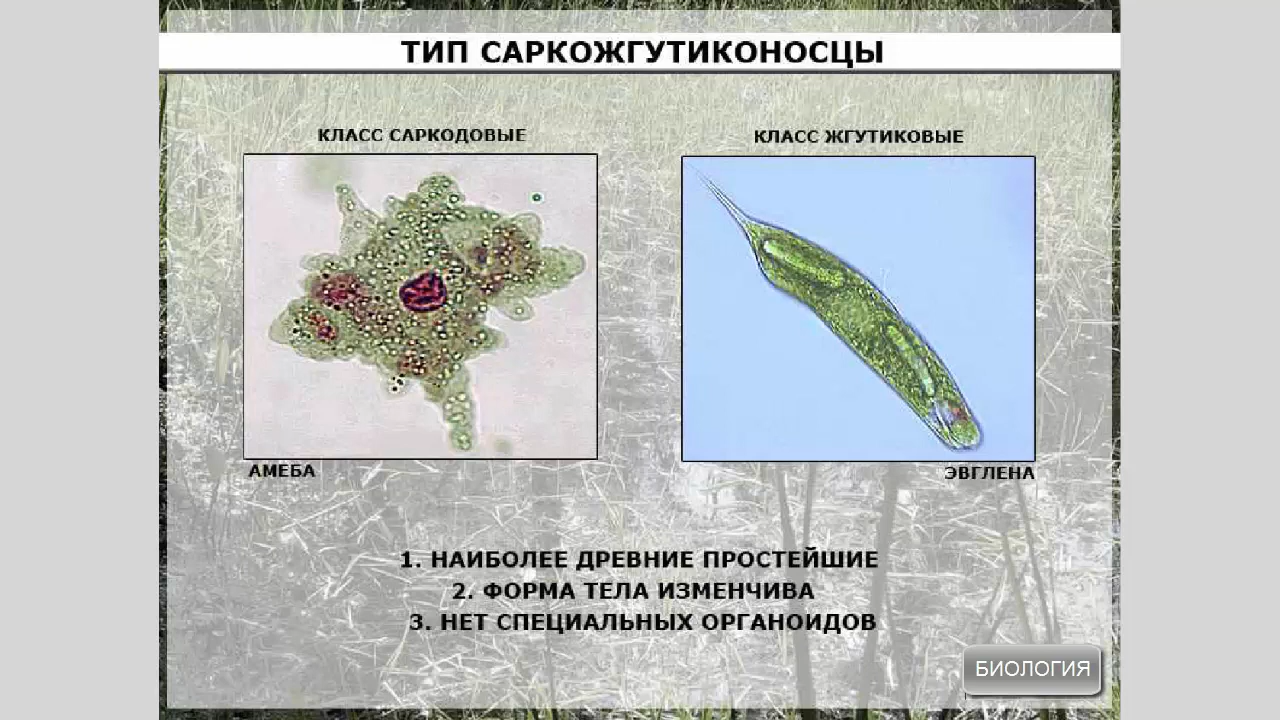 ТИП САРКОЖГУТИКОНОСЦЫ
КЛАСС САРКОДОВЫЕ
КЛАСС ЖГУТИКОВЫЕ
АМЕБА
ЭВГЛЕНА
1. НАИБОЛЕЕ ДРЕВНИЕ ПРОСТЕЙШИЕ
2. ФОРМА ТЕЛА ИЗМЕНЧИВА
3. НЕТ СПЕЦИАЛЬНЫХ ОРГАНОИДОВ
БИОЛОГИЯ